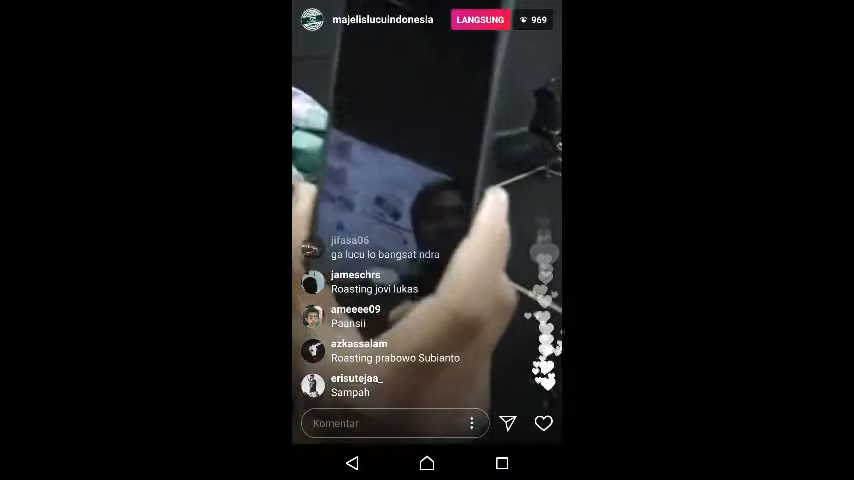 majelislucuindonesia
LANGSUNG
969
jifasa06
ga lucu lo bangsat ndra
jameschrs
Roasting jovi lukas
ameeee09
Paansii
azkassalam
Roasting prabowo Subianto
erisutejaa_
Sampah
Komentar